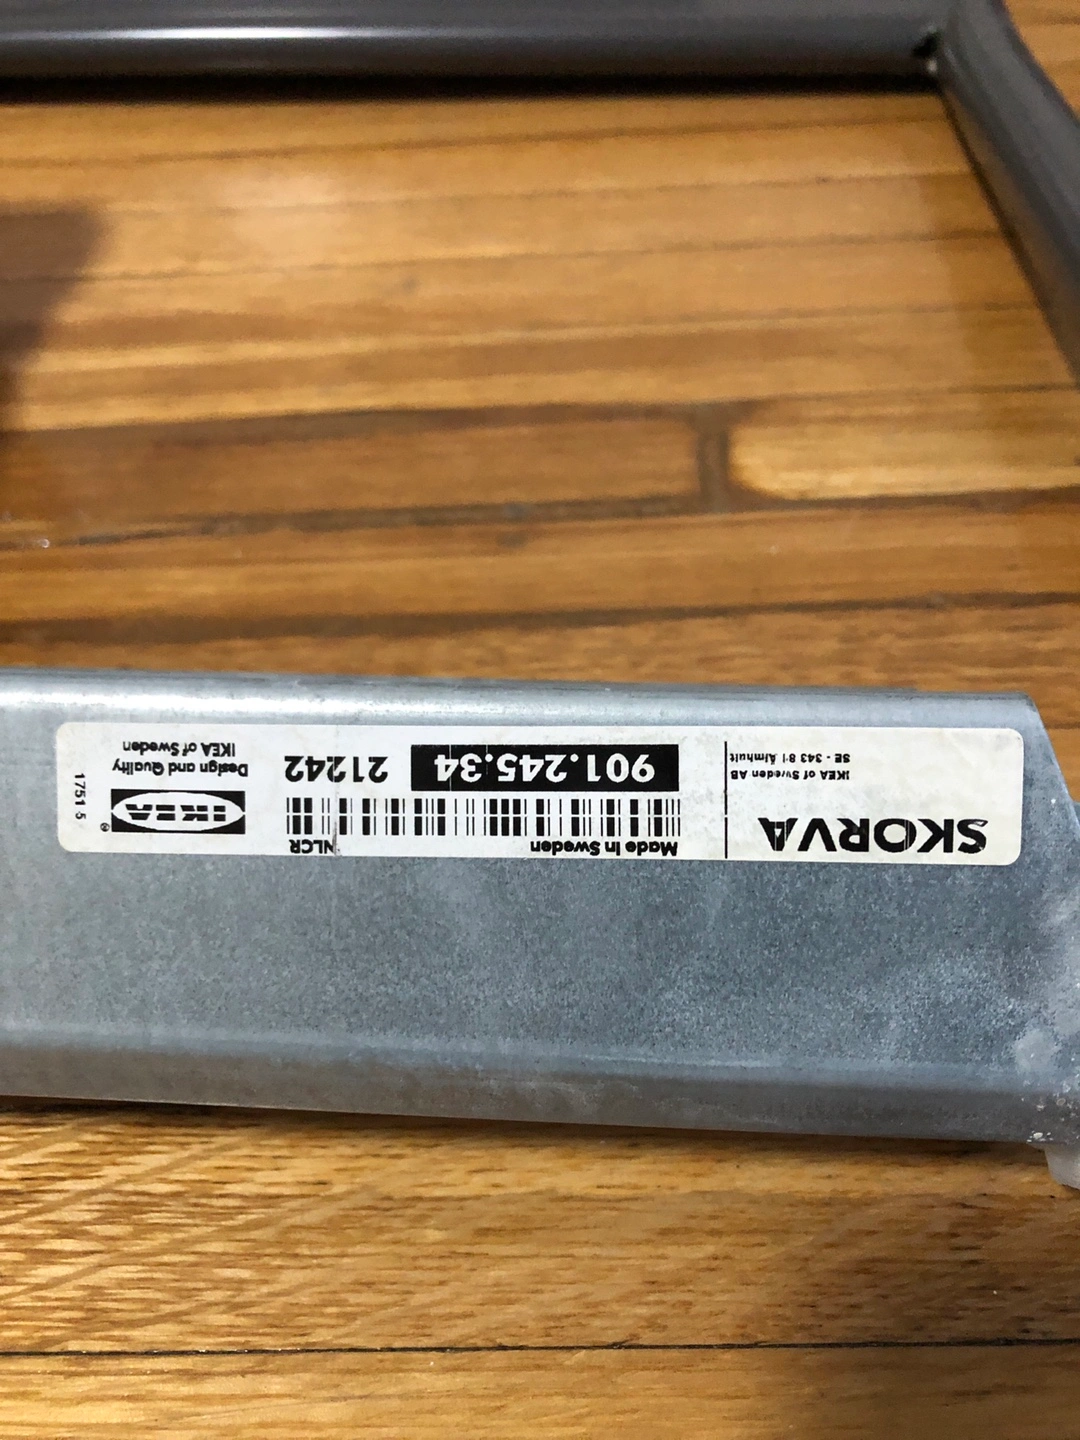 SKORVA
IKEA of Sweden AB
SE - 343 81 Älmhult
Made in Sweden NLCR
901.245.34 21242
IKEA®
Design and Quality
IKEA of Sweden
1751 5